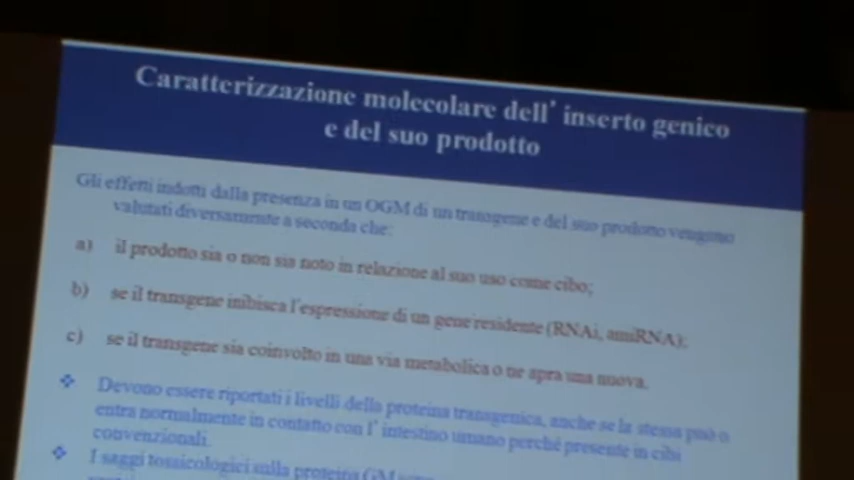 Caratterizzazione molecolare dell' inserto genico
e del suo prodotto
Gli effetti indotti dalla presenza in un OGM di un transgene e del suo prodotto vengono
valutati diversamente a seconda che:
a) il prodotto sia o non sia noto in relazione al suo uso come cibo;
b) se il transgene inibisca l'espressione di un gene residente (RNAi, amiRNA);
c) se il transgene sia coinvolto in una via metabolica o ne apra una nuova.
❖ Devono essere riportati i livelli della proteina transgenica, anche se la stessa può o
entra normalmente in contatto con l' intestino umano perché presente in cibi
convenzionali.
❖ I saggi tossicologici sulla proteina GM